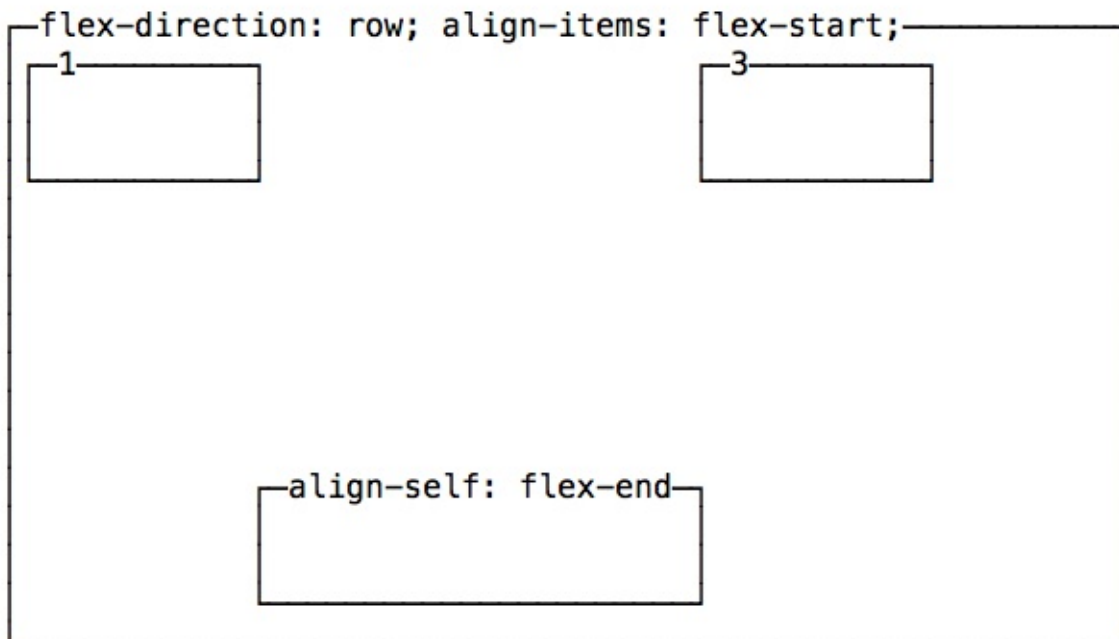 flex-direction: row; align-items: flex-start;
1
3
align-self: flex-end